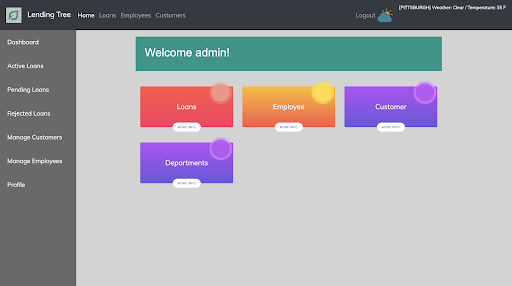 Lending Tree Home Loans Employees Customers Logout [PITTSBURGH] Weather: Clear / Temperature: 35 F
Dashboard
Active Loans
Pending Loans
Rejected Loans
Manage Customers
Manage Employees
Profile
Welcome admin!
Loans
MORE INFO
Employee
MORE INFO
Customer
MORE INFO
Departments
MORE INFO